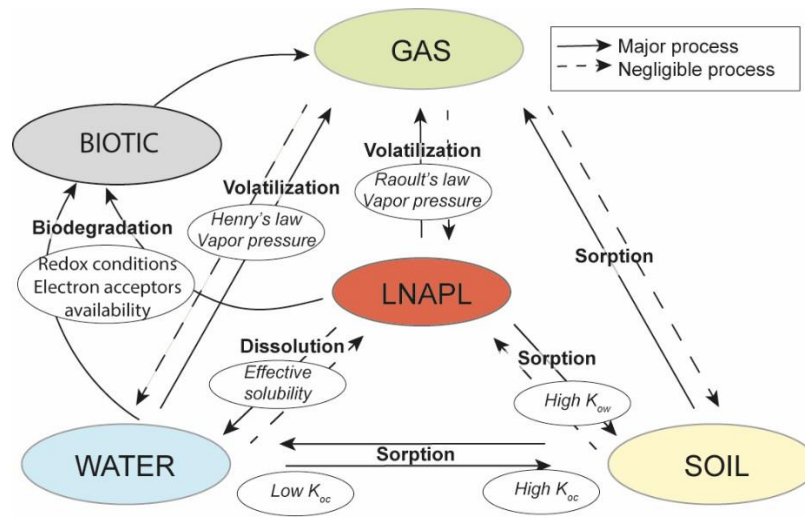 GAS
Major process
Negligible process
BIOTIC
Volatilization
Raoult's law
Vapor pressure
Volatilization
Henry's law
Vapor pressure
Biodegradation
Redox conditions
Electron acceptors
availability
Sorption
LNAPL
Dissolution
Effective
solubility
Sorption
High Kow
WATER
Sorption
SOIL
Low Koc
High Koc